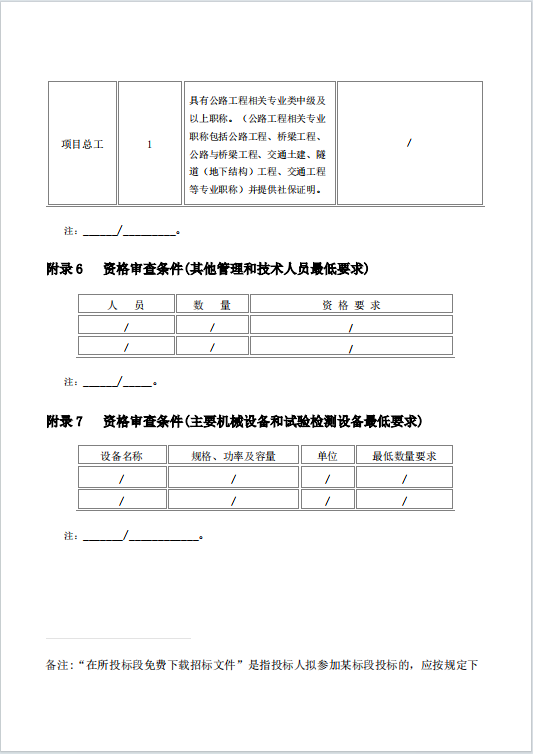 具有公路工程相关专业类中级及
以上职称。（公路工程相关专业
职称包括公路工程、桥梁工程、
项目总工 1 公路与桥梁工程、交通土建、隧 /
道（地下结构）工程、交通工程
等专业职称）并提供社保证明。
注：______/_________。
附录6 资格审查条件(其他管理和技术人员最低要求)
人 员 数 量 资 格 要 求
/ / /
/ / /
注：______/_____。
附录7 资格审查条件(主要机械设备和试验检测设备最低要求)
设备名称 规格、功率及容量 单位 最低数量要求
/ / / /
/ / / /
注：_______/____________。
备注:“在所投标段免费下载招标文件”是指投标人拟参加某标段投标的，应按规定下